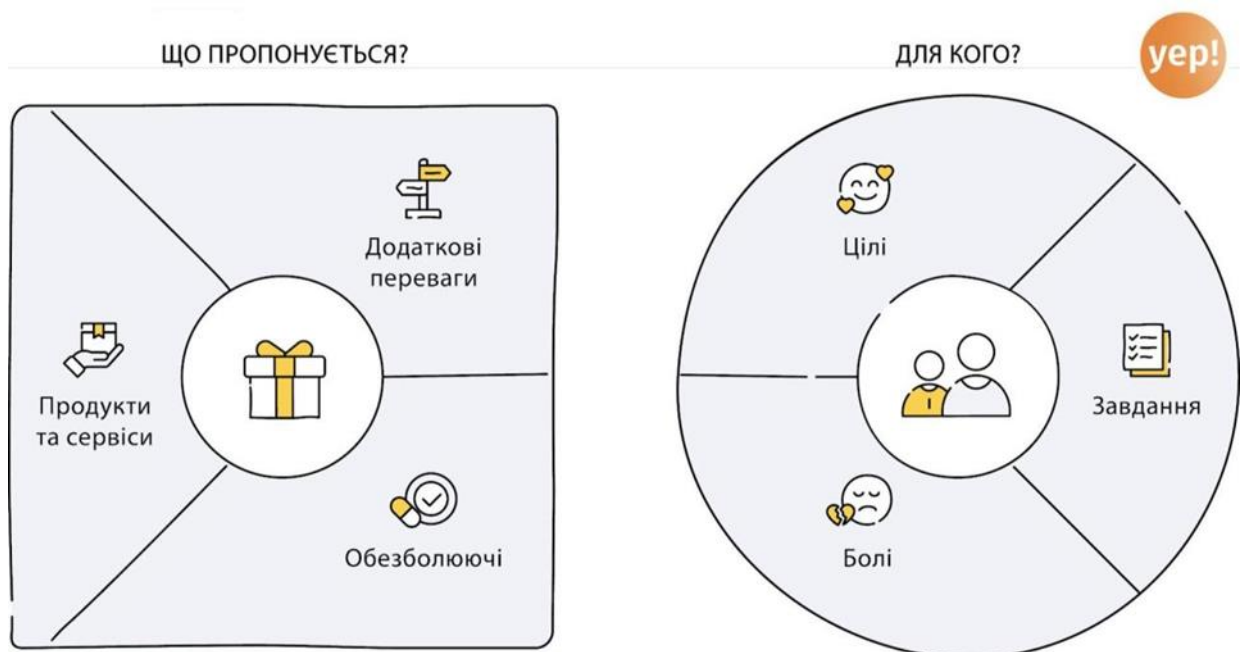 ЩО ПРОПОНУЄТЬСЯ?
ДЛЯ КОГО?
yep!
Додаткові
переваги
Продукти
та сервіси
Обезболюючі
Цілі
Завдання
Болі